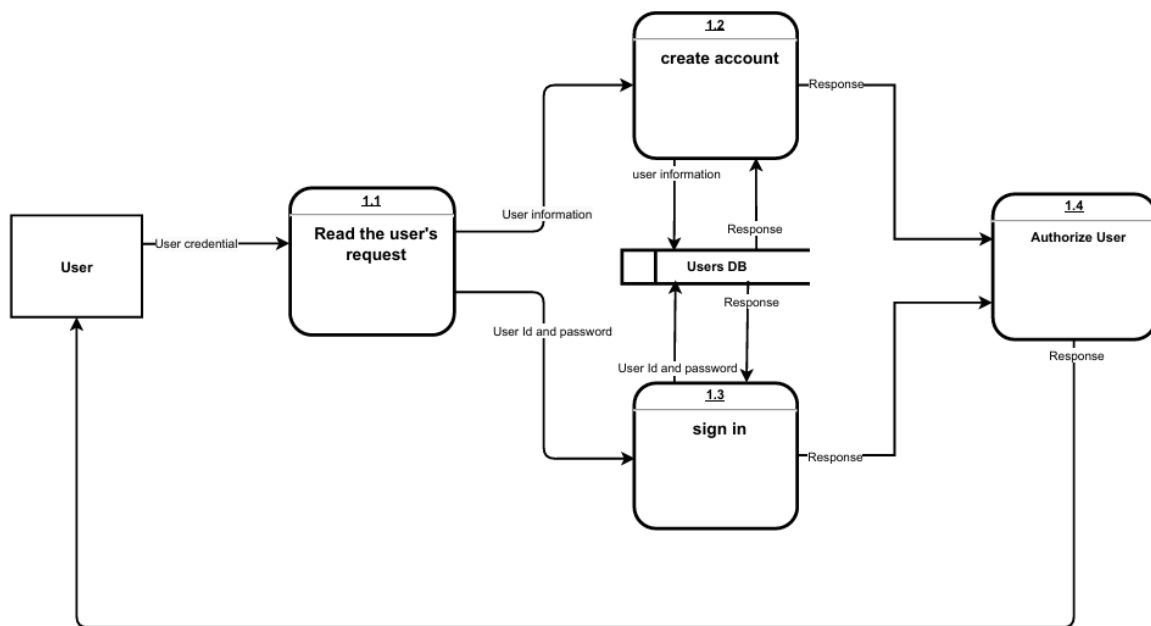 1.2
create account
Response
user information
Response
1.1
Read the user's
request
User information
User Id and password
User
User credential
Users DB
Response
User Id and password
1.3
sign in
Response
1.4
Authorize User
Response